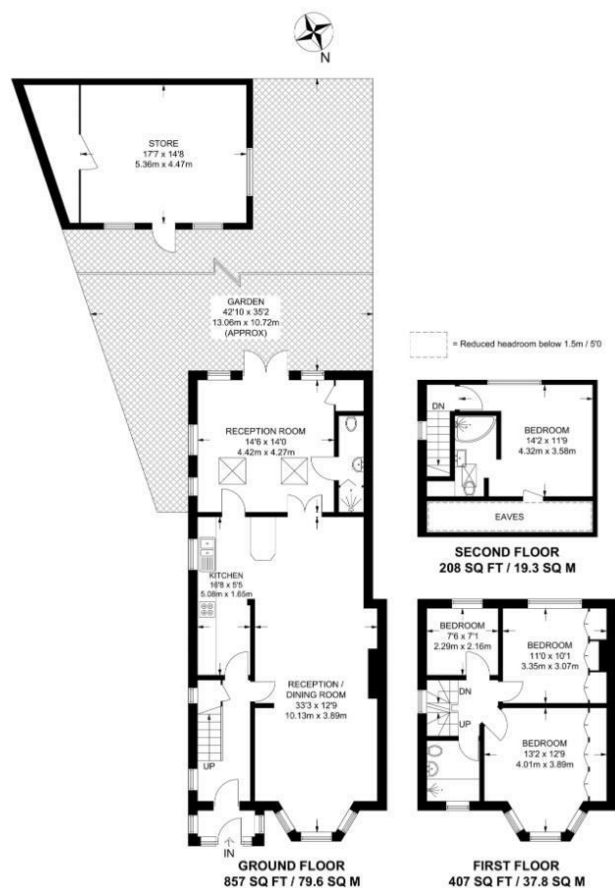 N
STORE
17'7 x 14'8
5.36m x 4.47m
GARDEN
42'10 x 35'2
13.06m x 10.72m
(APPROX)
= Reduced headroom below 1.5m / 5'0
RECEPTION ROOM
14'6 x 14'0
4.42m x 4.27m
DN
BEDROOM
14'2 x 11'9
4.32m x 3.58m
EAVES
SECOND FLOOR
208 SQ FT / 19.3 SQ M
KITCHEN
16'8 x 5'5
5.08m x 1.65m
RECEPTION /
DINING ROOM
33'3 x 12'9
10.13m x 3.89m
UP
IN
GROUND FLOOR
857 SQ FT / 79.6 SQ M
BEDROOM
7'6 x 7'1
2.29m x 2.16m
BEDROOM
11'0 x 10'1
3.35m x 3.07m
DN
UP
BEDROOM
13'2 x 12'9
4.01m x 3.89m
FIRST FLOOR
407 SQ FT / 37.8 SQ M